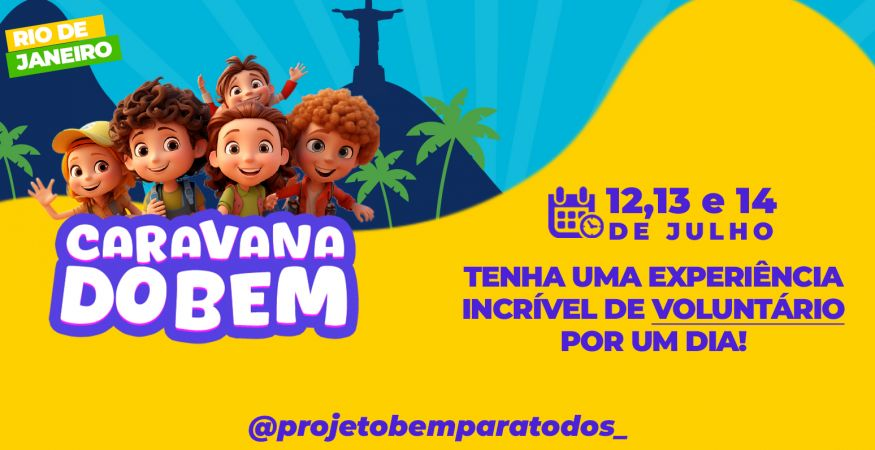 RIO DE
JANEIRO
CARAVANA
DO BEM
12,13 e 14
DE JULHO
TENHA UMA EXPERIÊNCIA
INCRÍVEL DE VOLUNTÁRIO
POR UM DIA!
@projetobemparatodos_